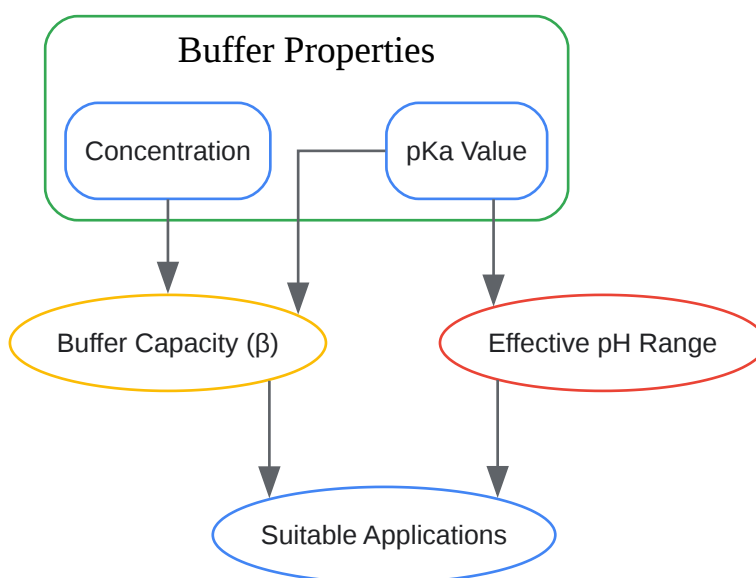 Buffer Properties
Concentration
pKa Value
Buffer Capacity (β)
Effective pH Range
Suitable Applications